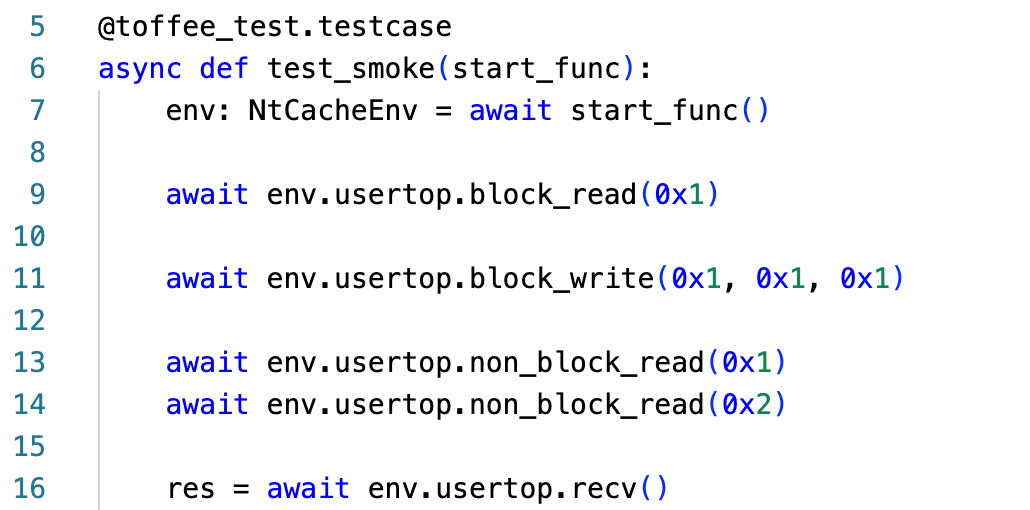 5 @toffee_test.testcase
6 async def test_smoke(start_func):
7     env: NtCacheEnv = await start_func()
8
9     await env.usertop.block_read(0x1)
10
11     await env.usertop.block_write(0x1, 0x1, 0x1)
12
13     await env.usertop.non_block_read(0x1)
14     await env.usertop.non_block_read(0x2)
15
16     res = await env.usertop.recv()